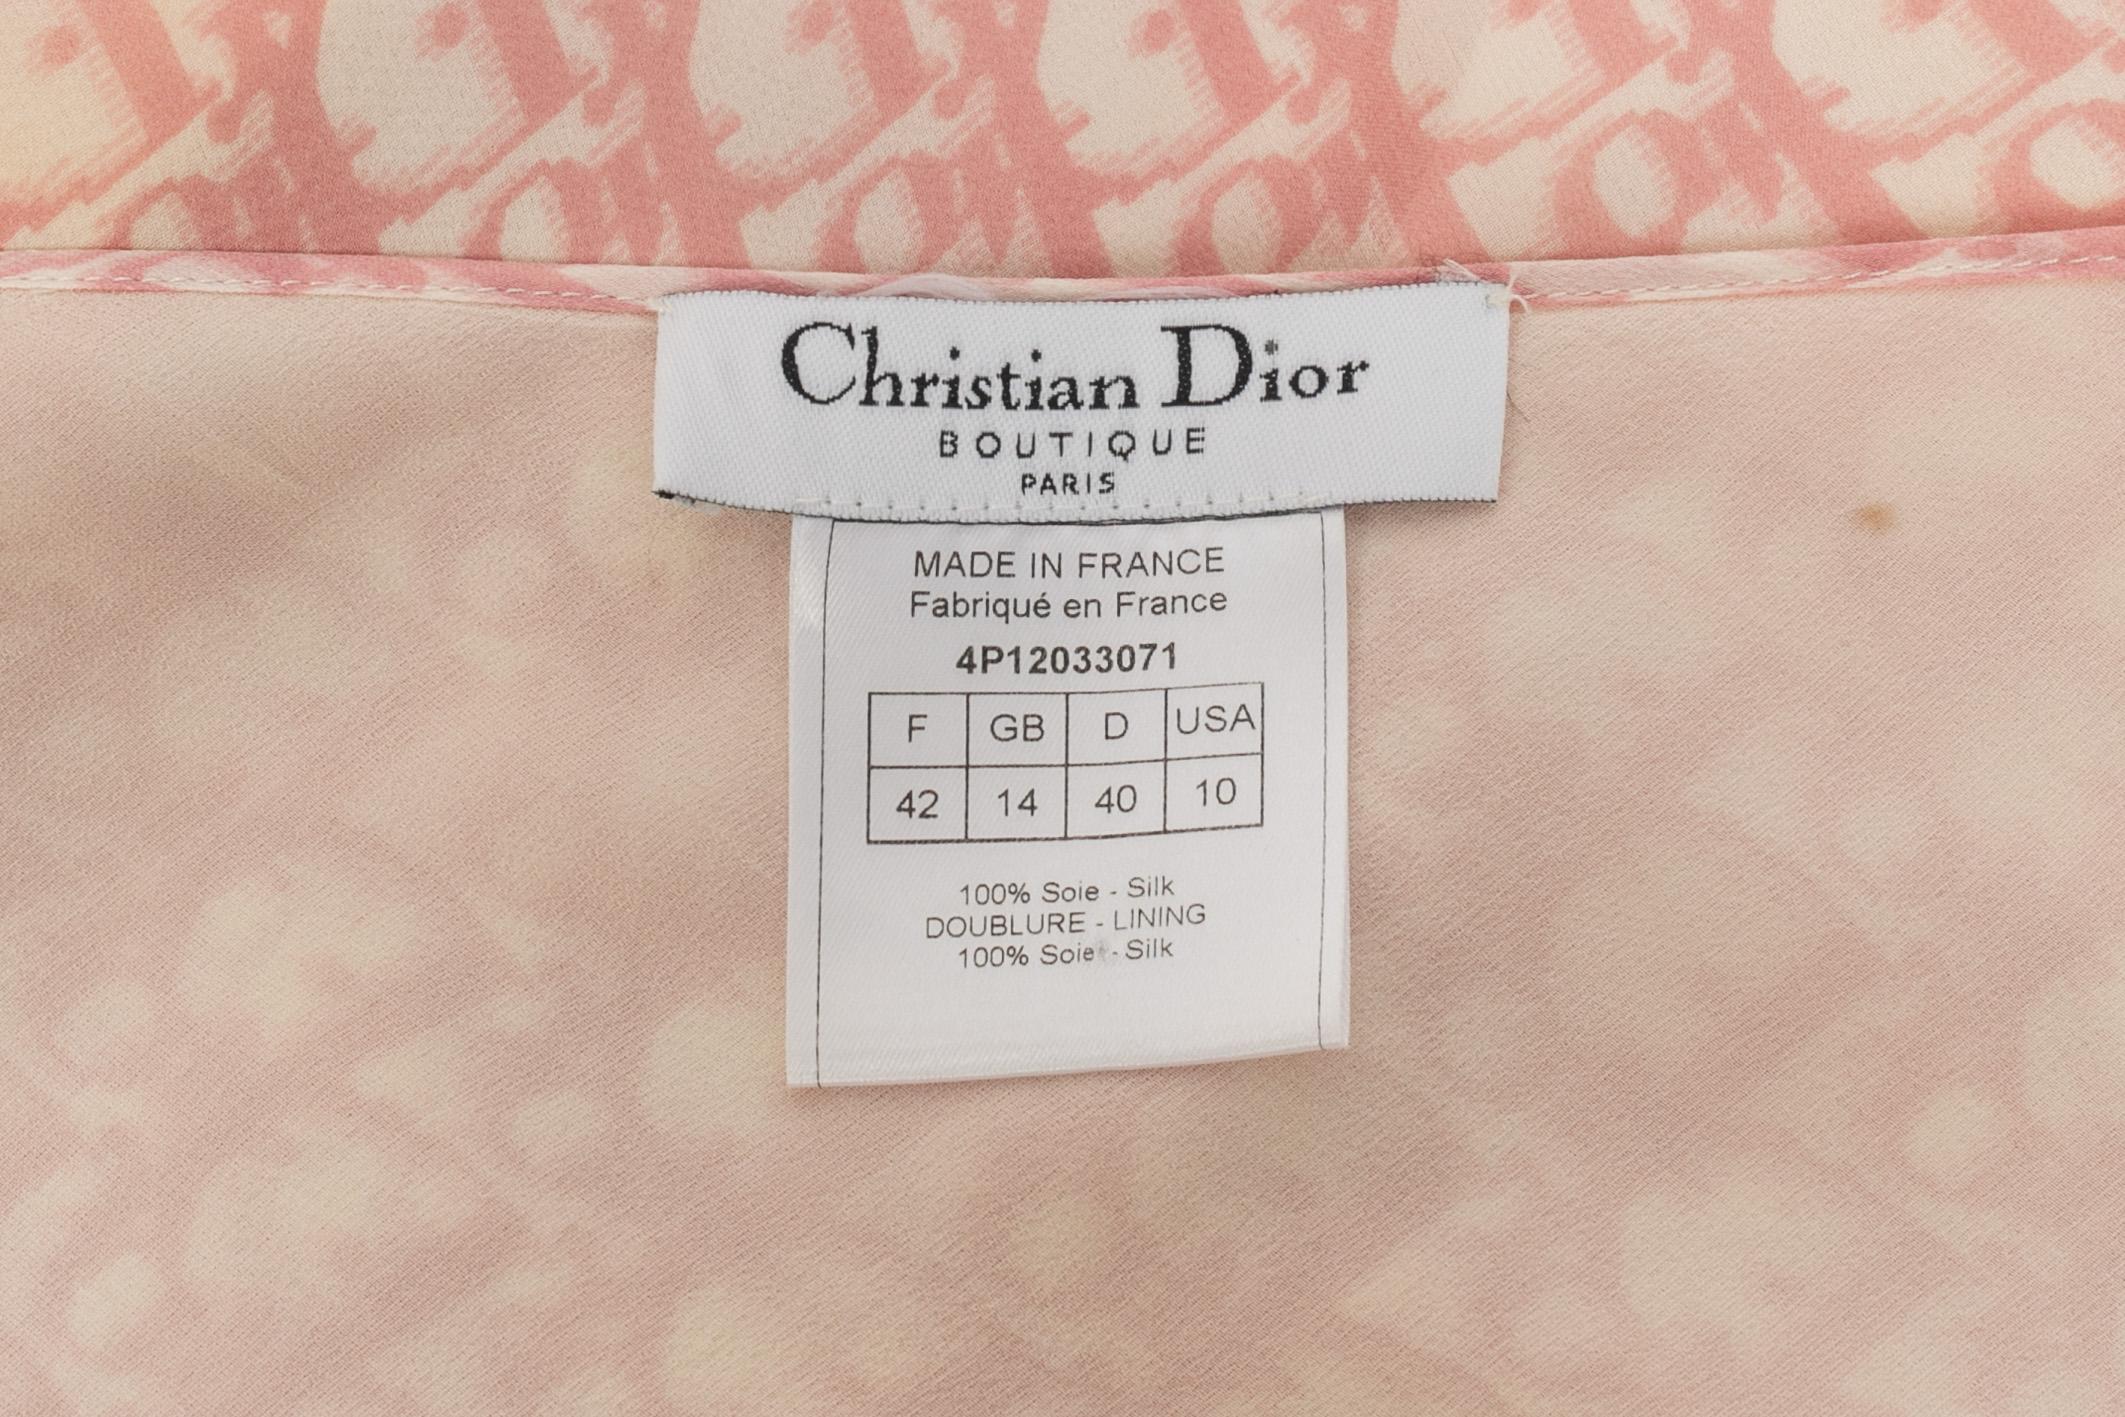 Christian Dior
BOUTIQUE
PARIS
MADE IN FRANCE
Fabriqué en France
4P12033071
F GB D USA
42 14 40 10
100% Soie - Silk
DOUBLURE - LINING
100% Soie - Silk